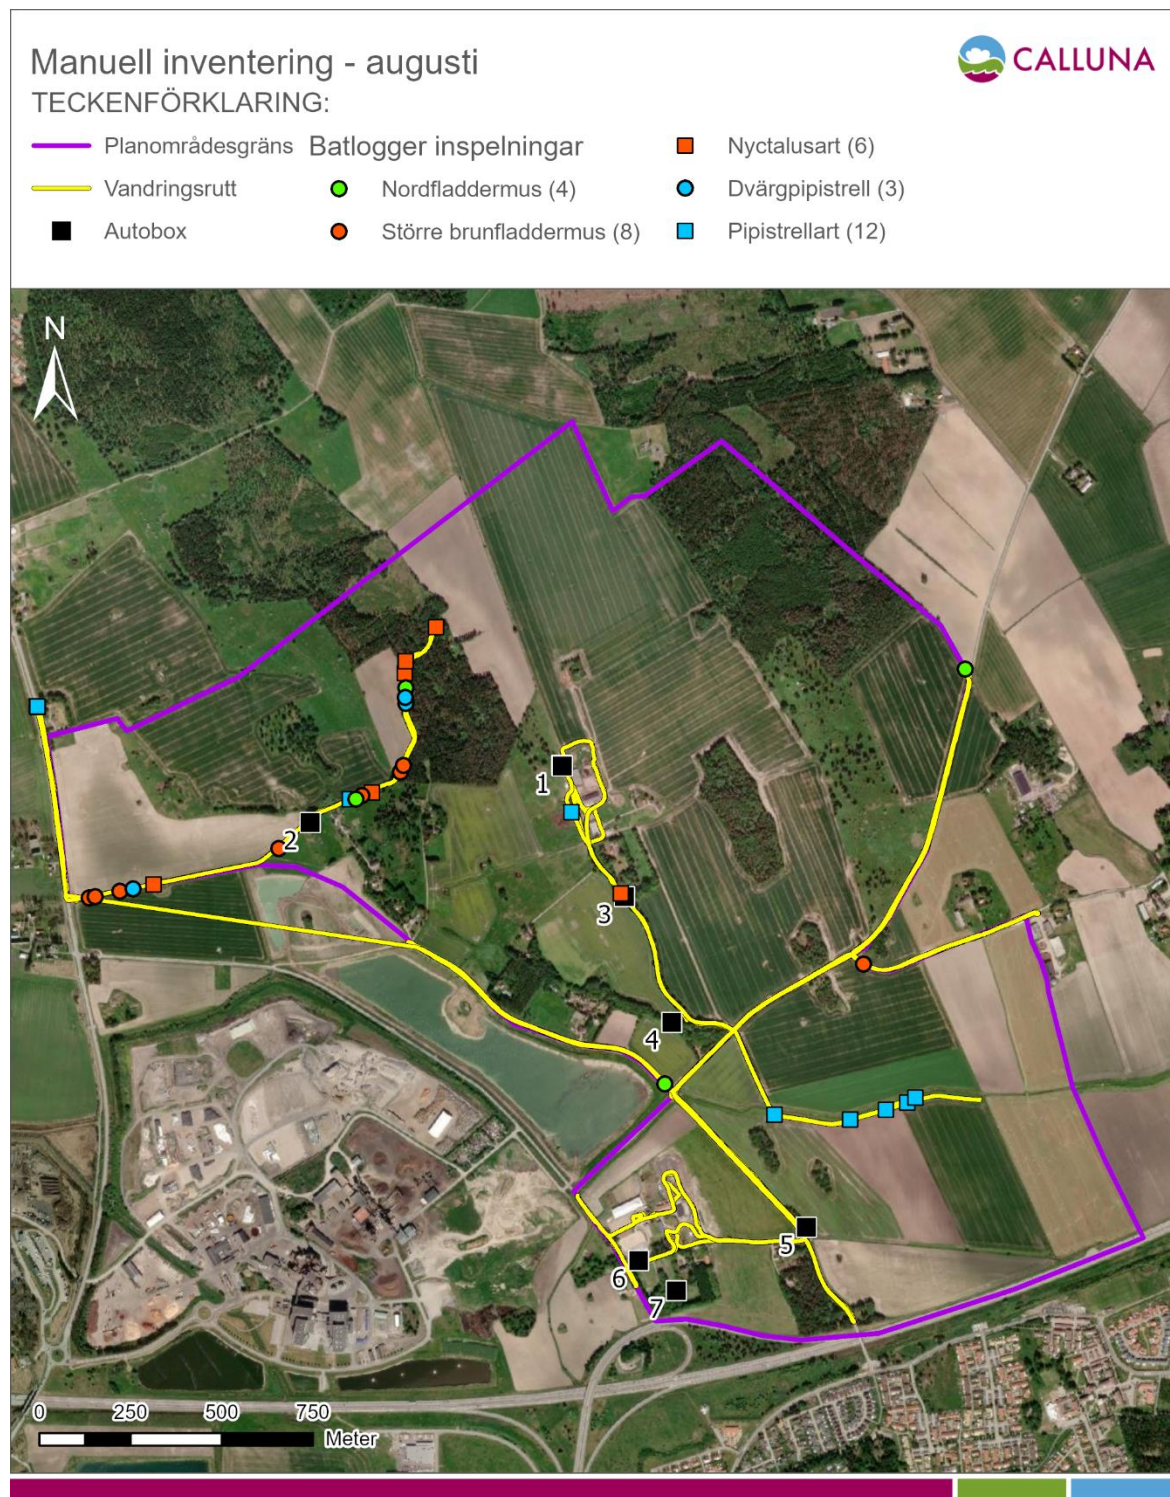 Manuell inventering - augusti
CALLUNA
TECKENFÖRKLARING:
Planområdesgräns
Batlogger inspelningar
Nyctalusart (6)
Vandringsrutt
Nordfladdermus (4)
Dvärgpipistrell (3)
Autobox
Större brunfladdermus (8)
Pipistrellart (12)
N
1
2
3
4
5
6
7
0 250 500 750
Meter